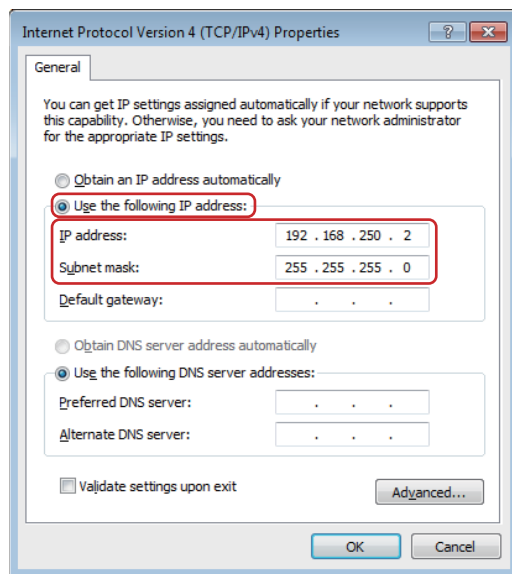 Internet Protocol Version 4 (TCP/IPv4) Properties
General
You can get IP settings assigned automatically if your network supports
this capability. Otherwise, you need to ask your network administrator
for the appropriate IP settings.
Obtain an IP address automatically
Use the following IP address:
IP address: 192 . 168 . 250 . 2
Subnet mask: 255 . 255 . 255 . 0
Default gateway: . . .
Obtain DNS server address automatically
Use the following DNS server addresses:
Preferred DNS server: . . .
Alternate DNS server: . . .
Validate settings upon exit
Advanced...
OK Cancel